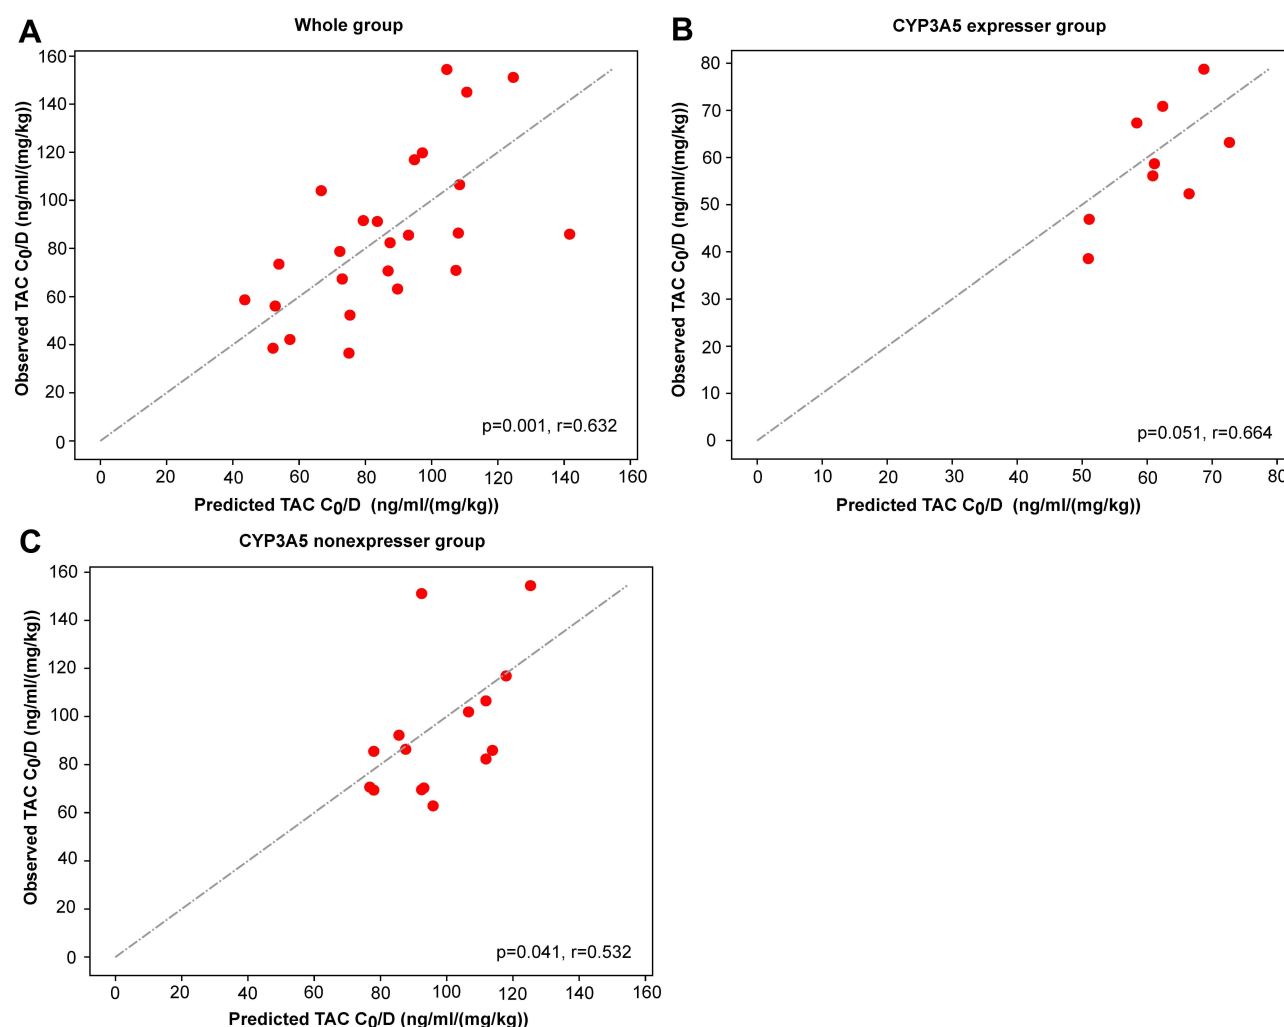 A
Whole group
160
140
120
100
80
60
40
20
0
Observed TAC C0/D (ng/ml/(mg/kg))
p=0.001, r=0.632
0 20 40 60 80 100 120 140 160
Predicted TAC C0/D (ng/ml/(mg/kg))
B
CYP3A5 expresser group
80
70
60
50
40
30
20
10
0
Observed TAC C0/D (ng/ml/(mg/kg))
p=0.051, r=0.664
0 10 20 30 40 50 60 70 80
Predicted TAC C0/D (ng/ml/(mg/kg))
C
CYP3A5 nonexpresser group
160
140
120
100
80
60
40
20
0
Observed TAC C0/D (ng/ml/(mg/kg))
p=0.041, r=0.532
0 20 40 60 80 100 120 140 160
Predicted TAC C0/D (ng/ml/(mg/kg))